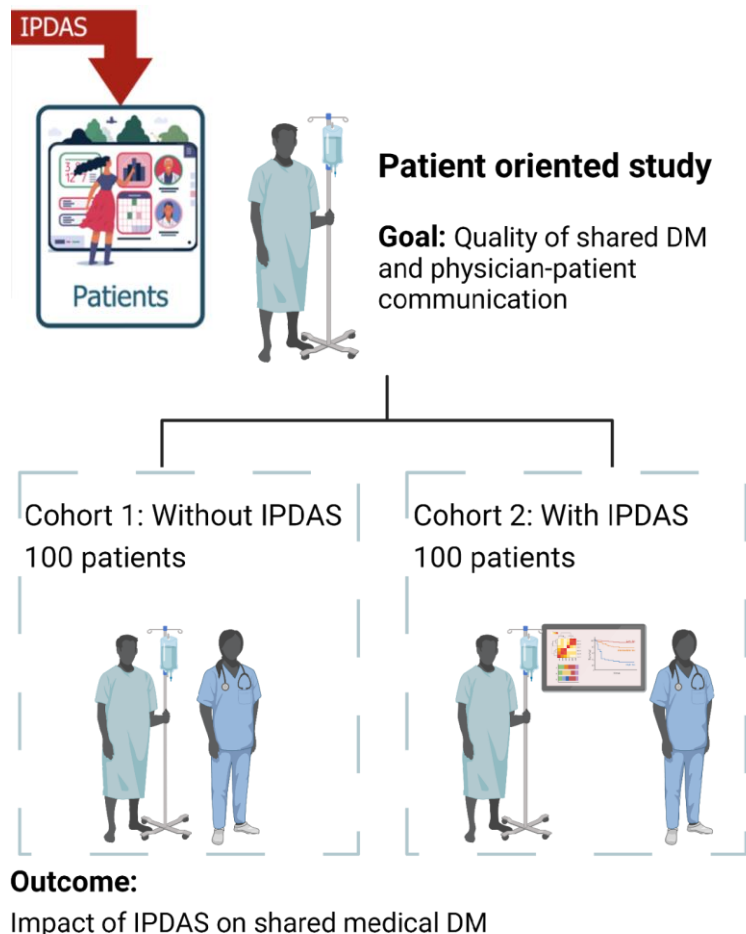 IPDAS
Patients
Patient oriented study
Goal: Quality of shared DM
and physician-patient
communication
Cohort 1: Without IPDAS
100 patients
Cohort 2: With IPDAS
100 patients
Outcome:
Impact of IPDAS on shared medical DM